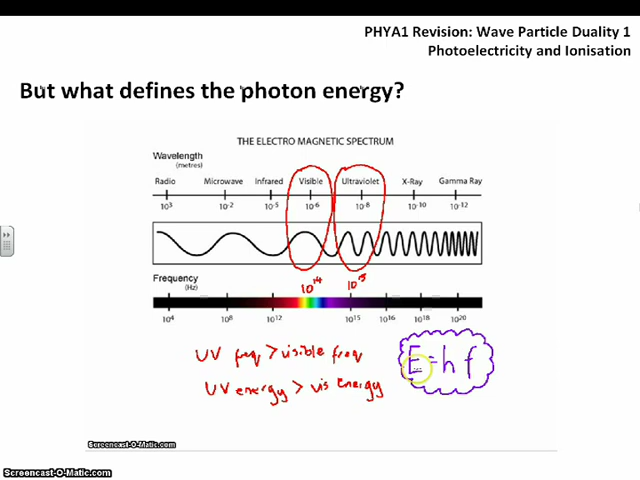 PHYA1 Revision: Wave Particle Duality 1
Photoelectricity and Ionisation
But what defines the photon energy?
THE ELECTRO MAGNETIC SPECTRUM
Wavelength
(metres)
Radio Microwave Infrared Visible Ultraviolet X-Ray Gamma Ray
10³ 10⁻² 10⁻⁵ 10⁻⁶ 10⁻⁸ 10⁻¹⁰ 10⁻¹²
Frequency
(Hz)
10¹⁴ 10¹⁵
10⁴ 10⁸ 10¹² 10¹⁵ 10¹⁶ 10¹⁸ 10²⁰
UV freq > visible freq
UV energy > vis energy
E = hf
Screencast-O-Matic.com
Screencast-O-Matic.com